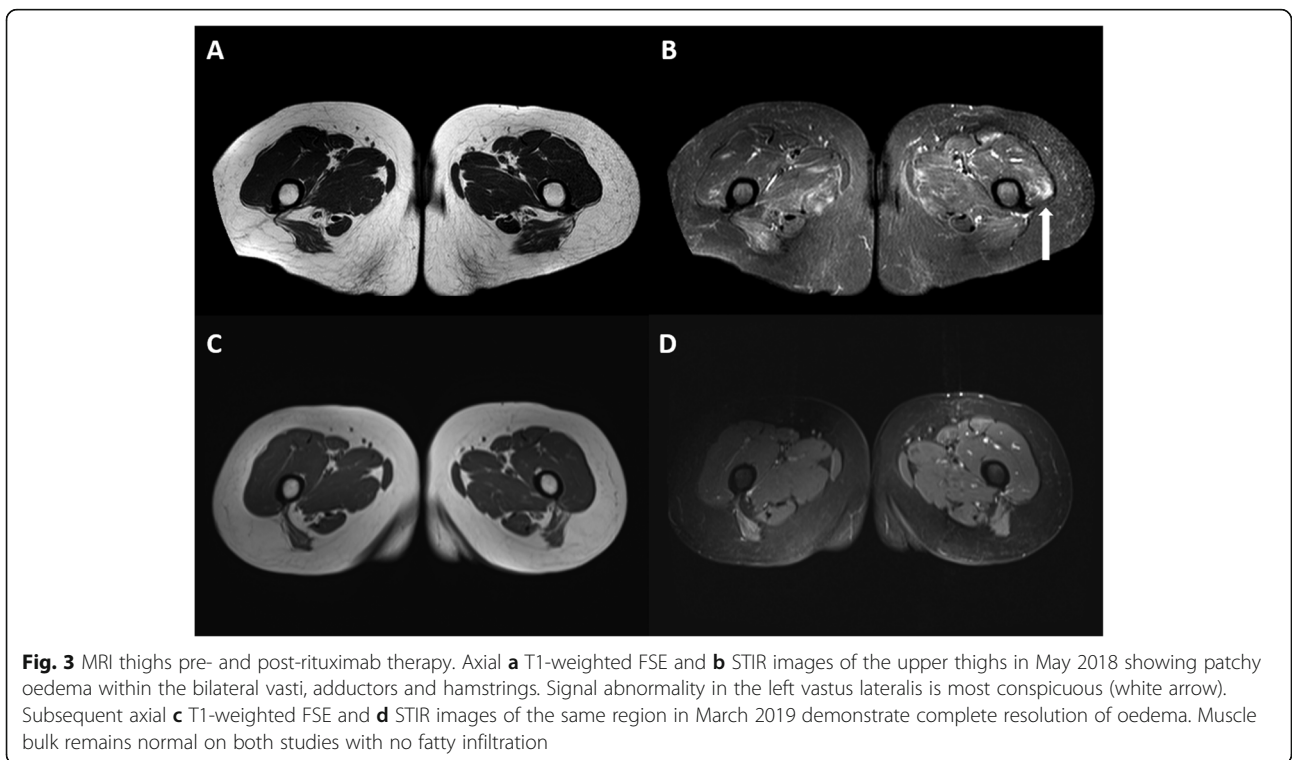 A
B
C
D
Fig. 3 MRI thighs pre- and post-rituximab therapy. Axial a T1-weighted FSE and b STIR images of the upper thighs in May 2018 showing patchy
oedema within the bilateral vasti, adductors and hamstrings. Signal abnormality in the left vastus lateralis is most conspicuous (white arrow).
Subsequent axial c T1-weighted FSE and d STIR images of the same region in March 2019 demonstrate complete resolution of oedema. Muscle
bulk remains normal on both studies with no fatty infiltration